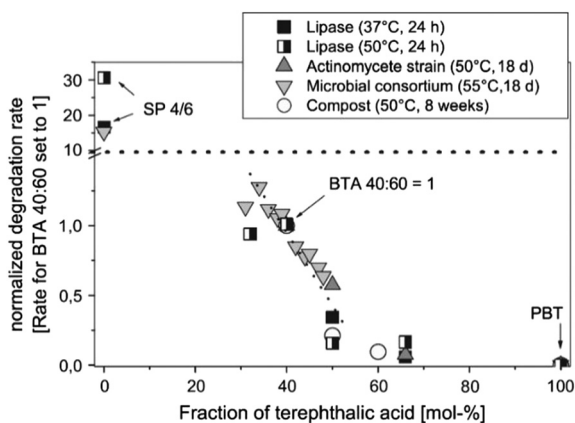 Lipase (37°C, 24 h)
Lipase (50°C, 24 h)
Actinomycete strain (50°C, 18 d)
Microbial consortium (55°C,18 d)
Compost (50°C, 8 weeks)
normalized degradation rate
[Rate for BTA 40:60 set to 1]
30
20
10
1,0
0,5
0,0
SP 4/6
BTA 40:60 = 1
PBT
0 20 40 60 80 100
Fraction of terephthalic acid [mol-%]